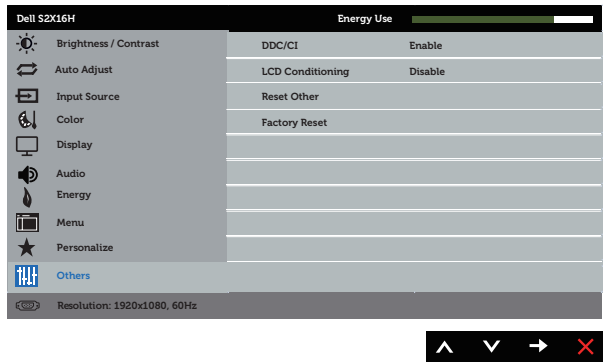 Dell S2X16H Energy Use
Brightness / Contrast
Auto Adjust
Input Source
Color
Display
Audio
Energy
Menu
Personalize
Others
DDC/CI Enable
LCD Conditioning Disable
Reset Other
Factory Reset
Resolution: 1920x1080, 60Hz